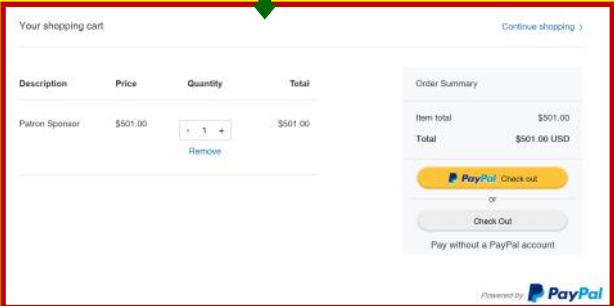 Your shopping cart
Continue shopping >
Description Price Quantity Total
Patron Sponsor $501.00 - 1 + $501.00
Remove
Order Summary
Item total $501.00
Total $501.00 USD
PayPal Check out
or
Check Out
Pay without a PayPal account
Powered by PayPal